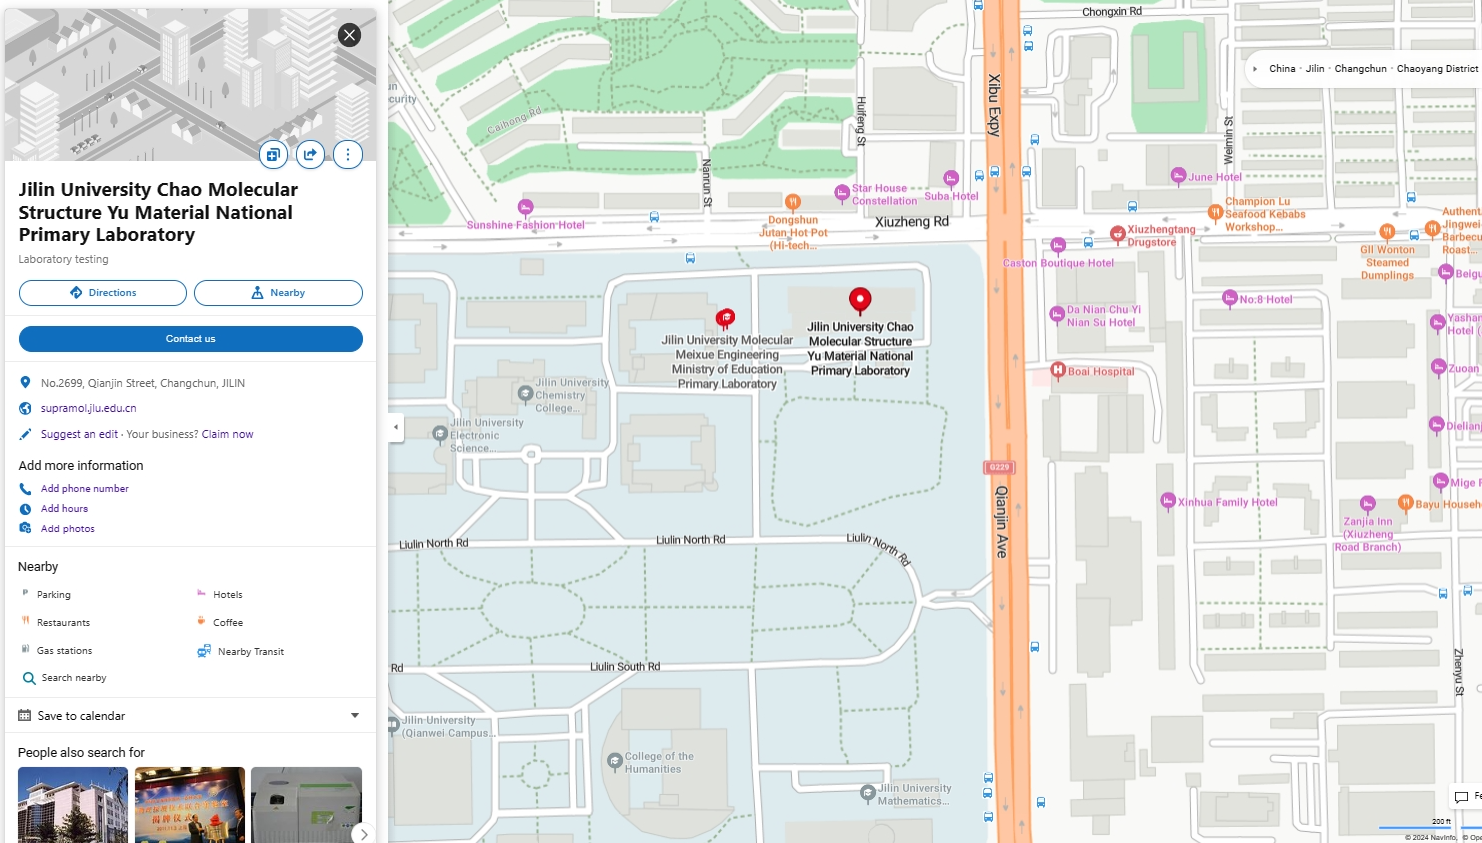 Jilin University Chao Molecular
Structure Yu Material National
Primary Laboratory
Laboratory testing
Directions
Nearby
Contact us
No.2699, Qianjin Street, Changchun, JILIN
supramol.jlu.edu.cn
Suggest an edit · Your business? Claim now
Add more information
Add phone number
Add hours
Add photos
Nearby
Parking
Hotels
Restaurants
Coffee
Gas stations
Nearby Transit
Search nearby
Save to calendar
People also search for
揭牌仪式
Chongxin Rd
China · Jilin · Changchun · Chaoyang District
un
curity
Caihong Rd
Huifeng St
Xibu Expy
Weimin St
Nanrun St
Star House
Constellation
Suba Hotel
June Hotel
Sunshine Fashion Hotel
Dongshun
Jutan Hot Pot
(Hi-tech...
Xiuzheng Rd
Champion Lu
Seafood Kebabs
Workshop...
Xiuzhengtang
Drugstore
Authent
Jingwei
Barbecu
Roast...
GII Wonton
Steamed
Dumplings
Caston Boutique Hotel
Beigu
No.8 Hotel
Da Nian Chu Yi
Nian Su Hotel
Yashan
Hotel (
Jilin University Molecular
Meixue Engineering
Ministry of Education
Primary Laboratory
Jilin University Chao
Molecular Structure
Yu Material National
Primary Laboratory
Boai Hospital
Zuoan
Jilin University
Chemistry
College...
Jilin University
Electronic
Science...
Dielian
G229
Mige F
Qianjin Ave
Xinhua Family Hotel
Bayu Househ
Zanjia Inn
(Xiuzheng
Road Branch)
Liulin North Rd
Liulin North Rd
Liulin North Rd
Rd
Liulin South Rd
Zhenyu St
Jilin University
(Qianwei Campus...
College of the
Humanities
Jilin University
Mathematics...
Fe
200 ft
© 2024 NavInfo, © Ope